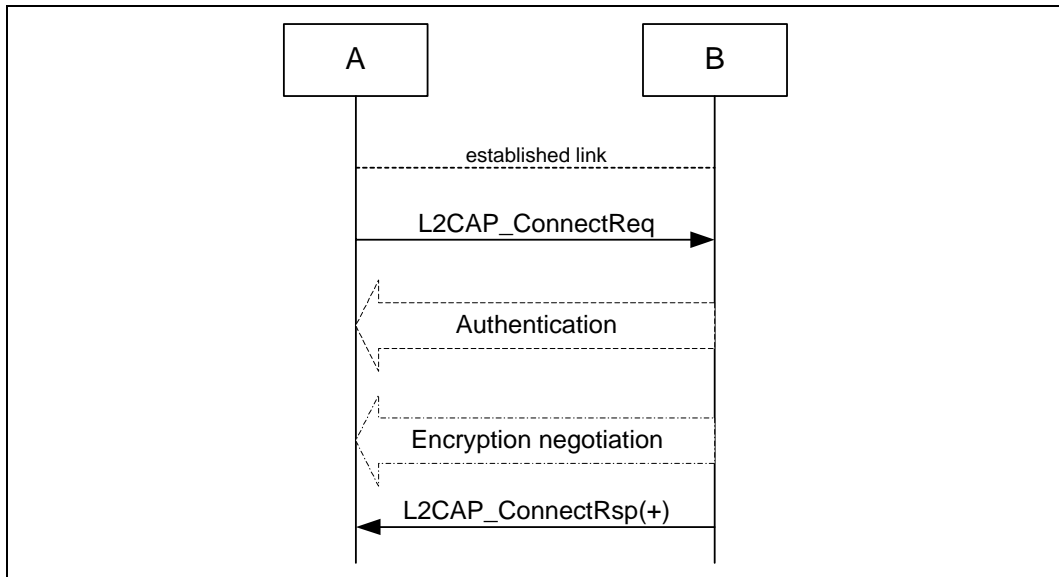 A
B
established link
L2CAP_ConnectReq
Authentication
Encryption negotiation
L2CAP_ConnectRsp(+)